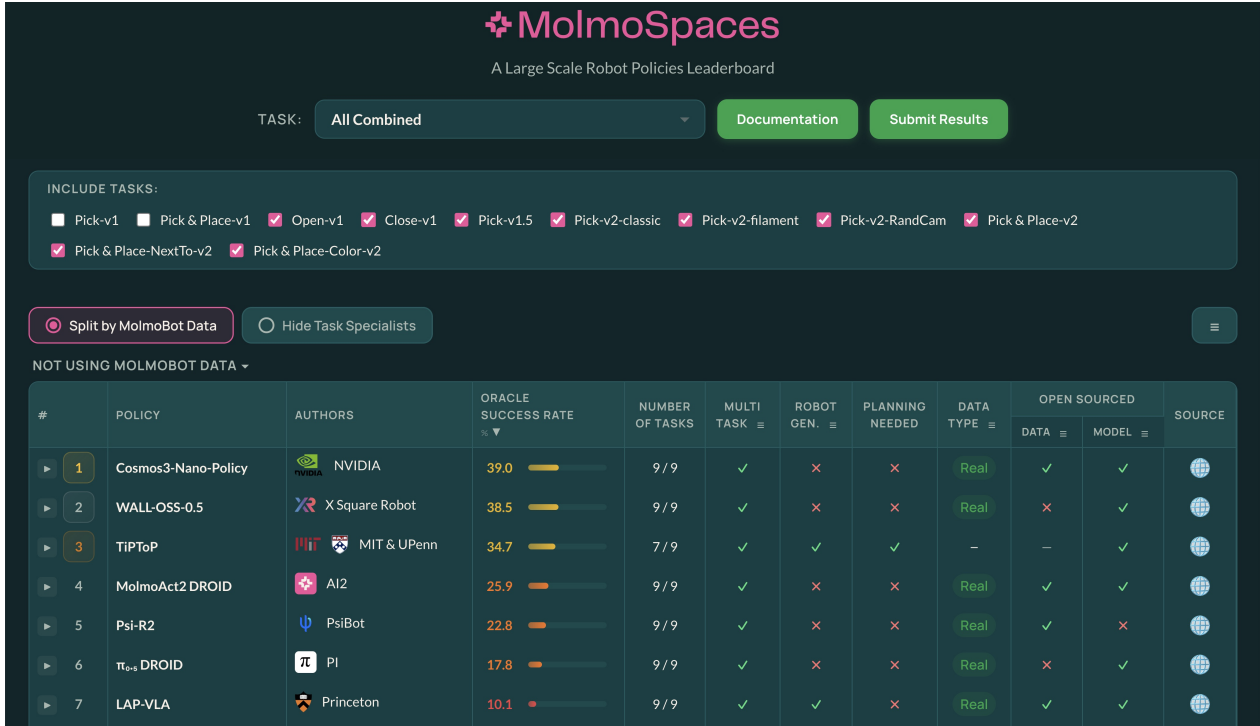 MolmoSpaces
A Large Scale Robot Policies Leaderboard
TASK: All Combined Documentation Submit Results
INCLUDE TASKS:
Pick-v1 Pick & Place-v1 Open-v1 Close-v1 Pick-v1.5 Pick-v2-classic Pick-v2-filament Pick-v2-RandCam Pick & Place-v2
Pick & Place-NextTo-v2 Pick & Place-Color-v2
Split by MolmoBot Data Hide Task Specialists
NOT USING MOLMOBOT DATA
# POLICY AUTHORS ORACLE SUCCESS RATE % ▼ NUMBER OF TASKS MULTI TASK ROBOT GEN. PLANNING NEEDED DATA TYPE OPEN SOURCED DATA MODEL SOURCE
1 Cosmos3-Nano-Policy NVIDIA NVIDIA 39.0 9/9 ✓ ✕ ✕ Real ✓ ✓
2 WALL-OSS-0.5 XR X Square Robot 38.5 9/9 ✓ ✕ ✕ Real ✕ ✓
3 TiPToP MIT MIT & UPenn 34.7 7/9 ✓ ✓ ✓ – – ✓
4 MolmoAct2 DROID AI2 25.9 9/9 ✓ ✕ ✕ Real ✓ ✓
5 Psi-R2 PsiBot 22.8 9/9 ✓ ✕ ✕ Real ✓ ✕
6 π₀.₅ DROID π PI 17.8 9/9 ✓ ✕ ✕ Real ✕ ✓
7 LAP-VLA Princeton 10.1 9/9 ✓ ✓ ✕ Real ✓ ✓